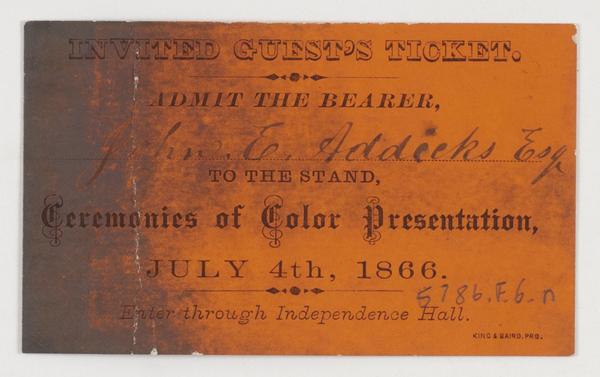 INVITED GUEST'S TICKET.
ADMIT THE BEARER,
John. E. Addicks Esq
TO THE STAND,
Ceremonies of Color Presentation,
JULY 4th, 1866.
5786.F.6-n
Enter through Independence Hall.
KING & BAIRD, PRS.